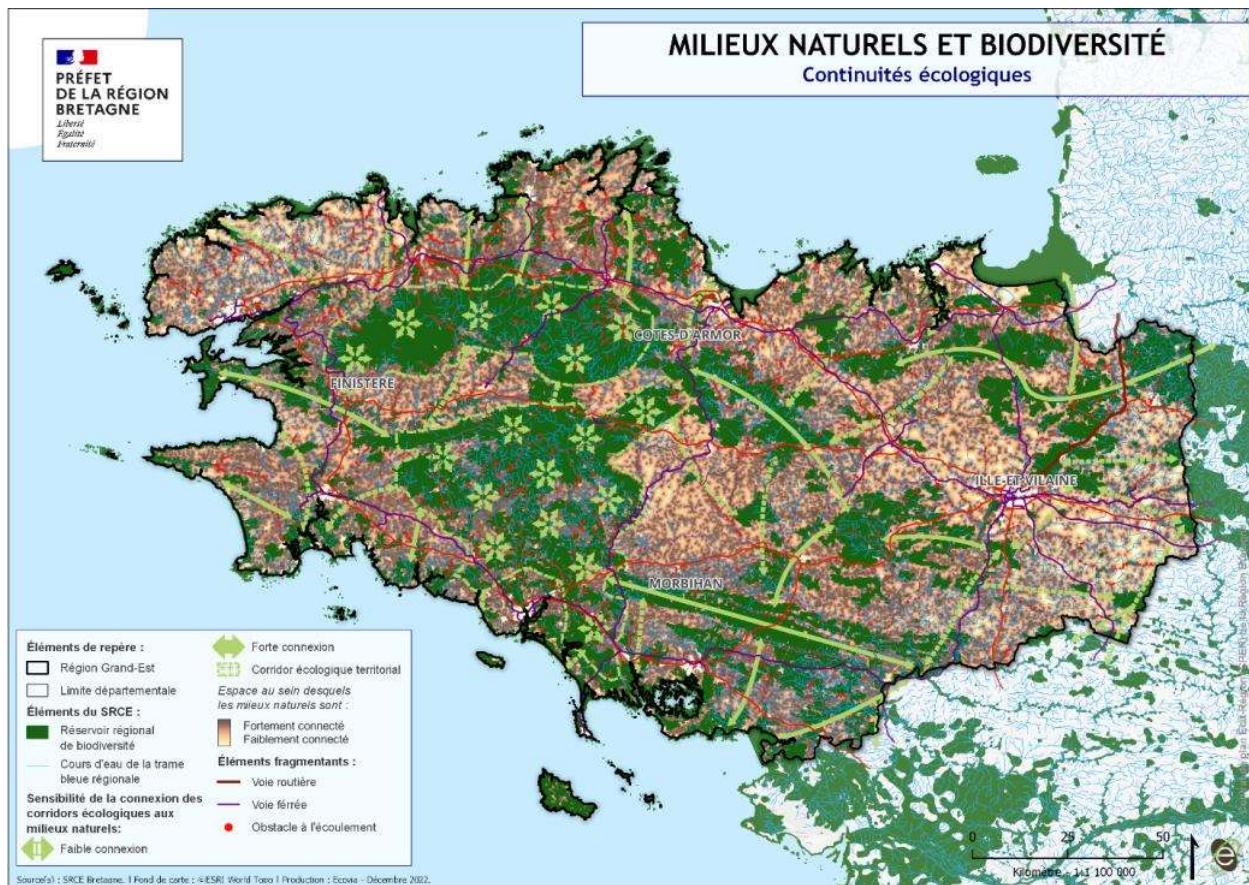 MILIEUX NATURELS ET BIODIVERSITÉ
Continuités écologiques
PRÉFET
DE LA RÉGION
BRETAGNE
Liberté
Égalité
Fraternité
COTES-D'ARMOR
FINISTERE
ILLE-ET-VILAINE
MORBIHAN
Éléments de repère :
Région Grand-Est
Limite départementale
Éléments du SRCE :
Réservoir régional
de biodiversité
Cours d'eau de la trame
bleue régionale
Sensibilité de la connexion des
corridors écologiques aux
milieux naturels:
Faible connexion
Forte connexion
Corridor écologique territorial
Espace au sein desquels
les mieux naturels sont :
Fortement connecté
Faiblement connecté
Éléments fragmentants :
Voie routière
Voie férrée
Obstacle à l'écoulement
0 25 50
Kilomètre - 1:1 100 000
Source(s) : SRCE Bretagne. | Fond de carte : ©ESRI World Topo | Production : Ecovia - Décembre 2022.